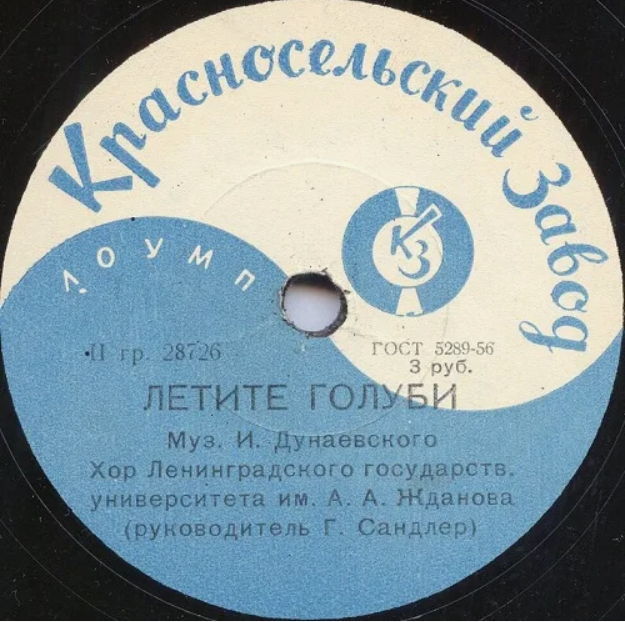 Красносельский Завод
ЛОУМП
КЗ
II гр. 28726
ГОСТ 5289-56
3 руб.
ЛЕТИТЕ ГОЛУБИ
Муз. И. Дунаевского
Хор Ленинградского государств.
университета им. А. А. Жданова
(руководитель Г. Сандлер)